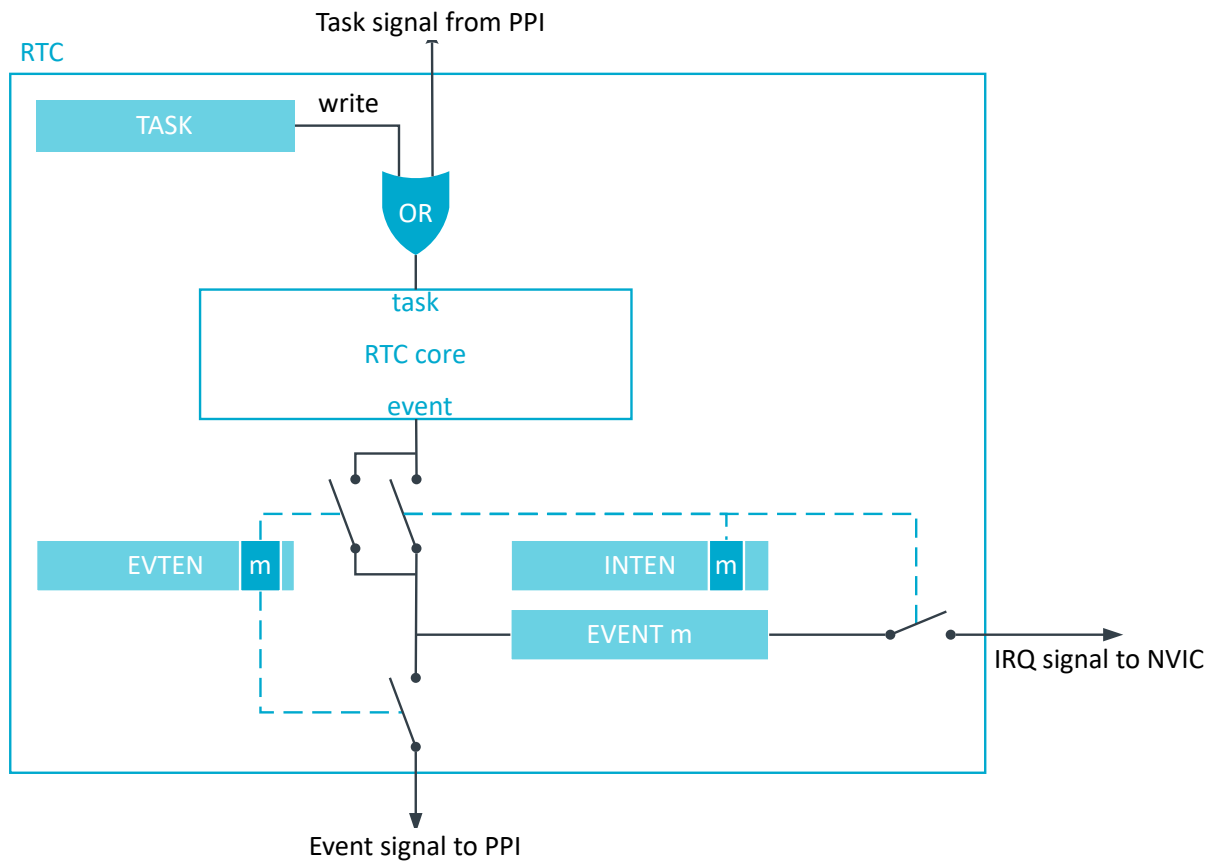 Task signal from PPI
RTC
write
TASK
OR
task
RTC core
event
EVTEN
m
INTEN
m
EVENT m
IRQ signal to NVIC
Event signal to PPI